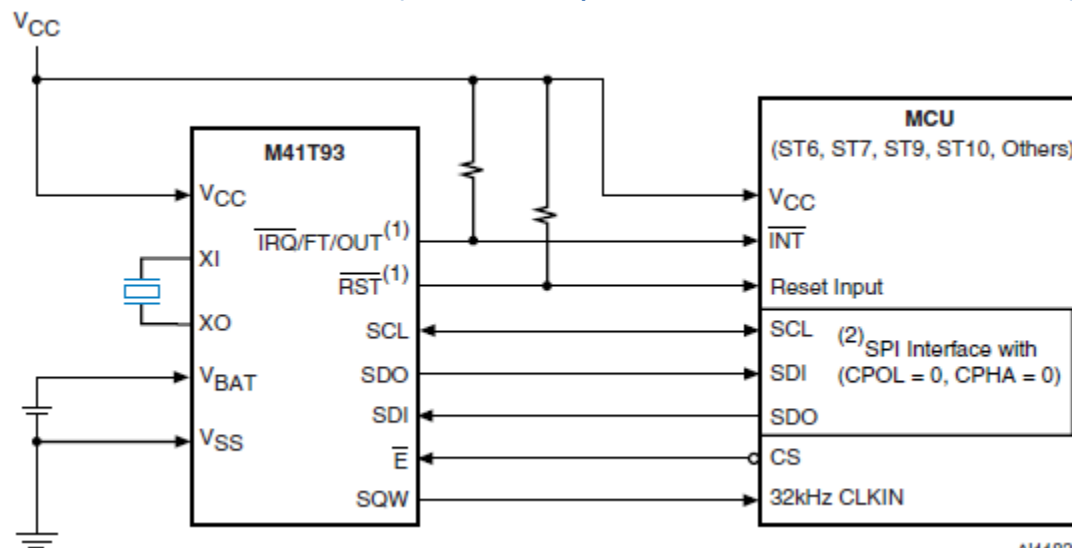 VCC
M41T93
VCC
XI
XO
VBAT
VSS
IRQ/FT/OUT(1)
RST(1)
SCL
SDO
SDI
E
SQW
MCU
(ST6, ST7, ST9, ST10, Others)
VCC
INT
Reset Input
SCL
SDI
SDO
(2)SPI Interface with
(CPOL = 0, CPHA = 0)
CS
32kHz CLKIN